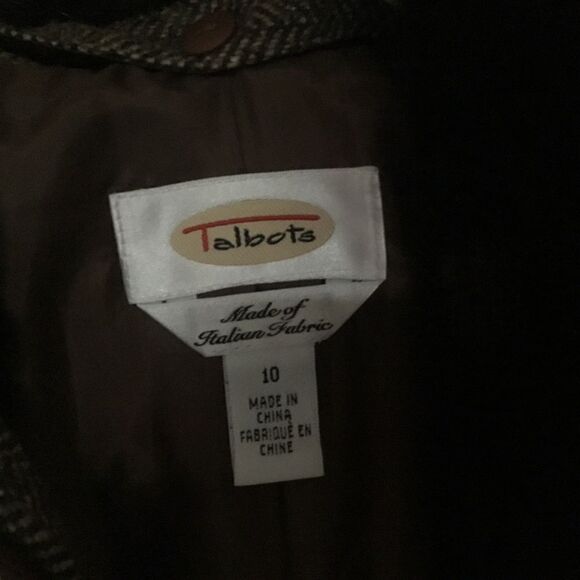 Talbots
Made of
Italian Fabric
10
MADE IN
CHINA
FABRIQUÉ EN
CHINE